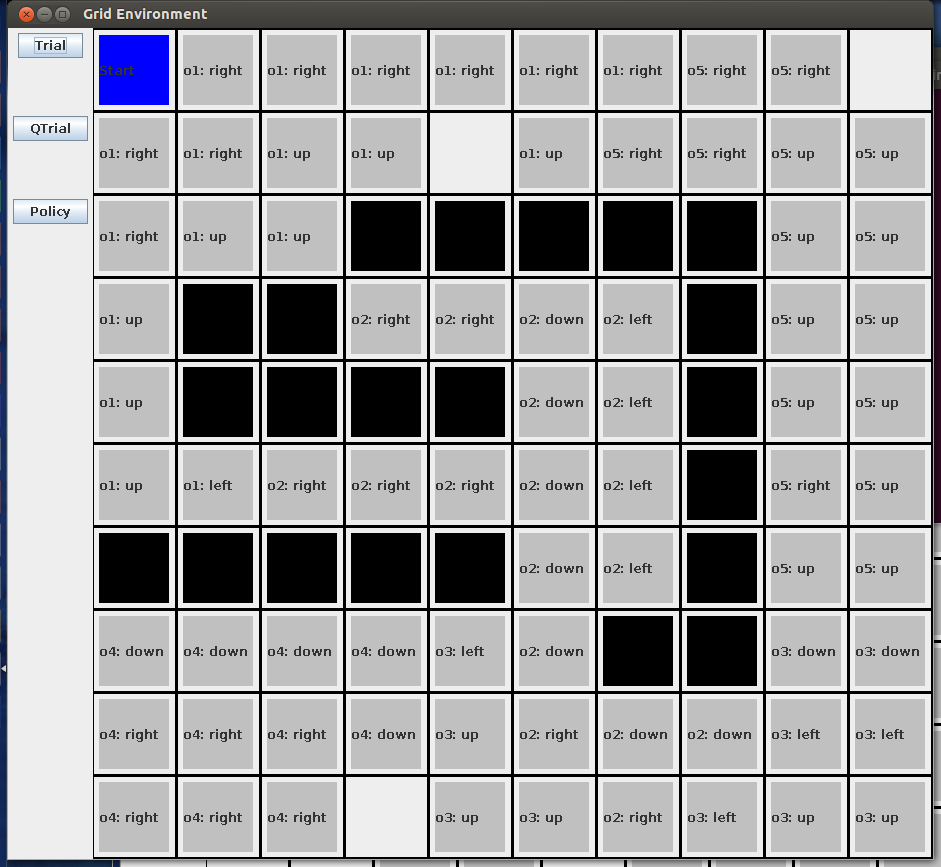 Grid Environment
Trial
Start o1: right o1: right o1: right o1: right o1: right o1: right o5: right o5: right
QTrial
o1: right o1: right o1: up o1: up o1: up o5: right o5: right o5: up o5: up
Policy
o1: right o1: up o1: up o5: up o5: up
o1: up o2: right o2: right o2: down o2: left o5: up o5: up
o1: up o2: down o2: left o5: up o5: up
o1: up o1: left o2: right o2: right o2: right o2: down o2: left o5: right o5: up
o2: down o2: left o5: up o5: up
o4: down o4: down o4: down o4: down o3: left o2: down o3: down o3: down
o4: right o4: right o4: right o4: down o3: up o2: right o2: down o2: down o3: left o3: left
o4: right o4: right o4: right o3: up o3: up o2: right o3: left o3: up o3: up